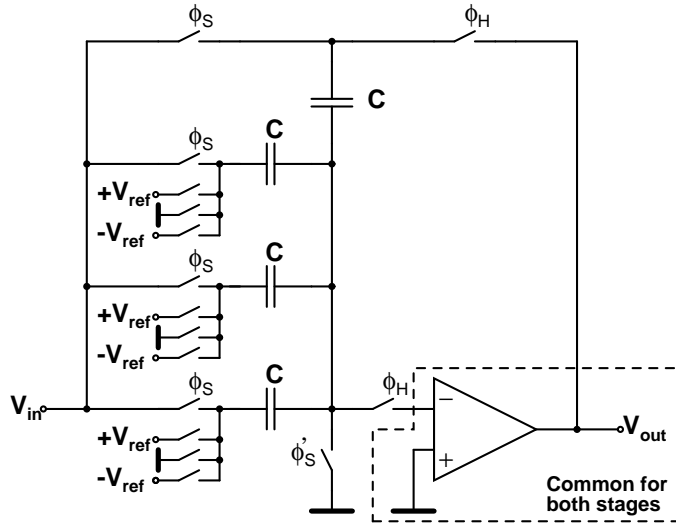 ϕS ϕH
C
ϕS C
+Vref
-Vref
ϕS C
+Vref
-Vref
Vin ϕS C ϕH
+Vref
-Vref
ϕ'S
−
+
Vout
Common for
both stages